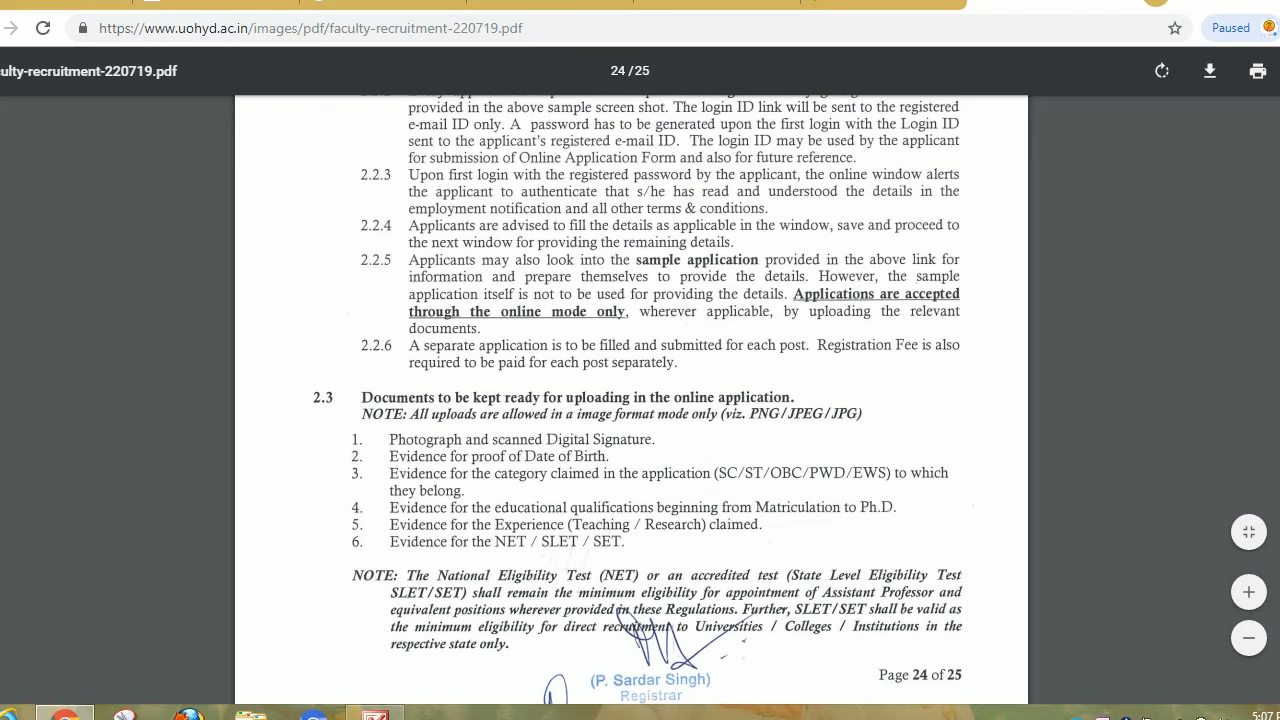 https://www.uohyd.ac.in/images/pdf/faculty-recruitment-220719.pdf
Paused
ulty-recruitment-220719.pdf
24 / 25
provided in the above sample screen shot. The login ID link will be sent to the registered
e-mail ID only. A password has to be generated upon the first login with the Login ID
sent to the applicant's registered e-mail ID. The login ID may be used by the applicant
for submission of Online Application Form and also for future reference.
2.2.3 Upon first login with the registered password by the applicant, the online window alerts
the applicant to authenticate that s/he has read and understood the details in the
employment notification and all other terms & conditions.
2.2.4 Applicants are advised to fill the details as applicable in the window, save and proceed to
the next window for providing the remaining details.
2.2.5 Applicants may also look into the sample application provided in the above link for
information and prepare themselves to provide the details. However, the sample
application itself is not to be used for providing the details. Applications are accepted
through the online mode only, wherever applicable, by uploading the relevant
documents.
2.2.6 A separate application is to be filled and submitted for each post. Registration Fee is also
required to be paid for each post separately.
2.3 Documents to be kept ready for uploading in the online application.
NOTE: All uploads are allowed in a image format mode only (viz. PNG/JPEG/JPG)
1. Photograph and scanned Digital Signature.
2. Evidence for proof of Date of Birth.
3. Evidence for the category claimed in the application (SC/ST/OBC/PWD/EWS) to which
they belong.
4. Evidence for the educational qualifications beginning from Matriculation to Ph.D.
5. Evidence for the Experience (Teaching / Research) claimed.
6. Evidence for the NET / SLET / SET.
NOTE: The National Eligibility Test (NET) or an accredited test (State Level Eligibility Test
SLET/SET) shall remain the minimum eligibility for appointment of Assistant Professor and
equivalent positions wherever provided in these Regulations. Further, SLET/SET shall be valid as
the minimum eligibility for direct recruitment to Universities / Colleges / Institutions in the
respective state only.
(P. Sardar Singh)
Registrar
Page 24 of 25
5:07 P